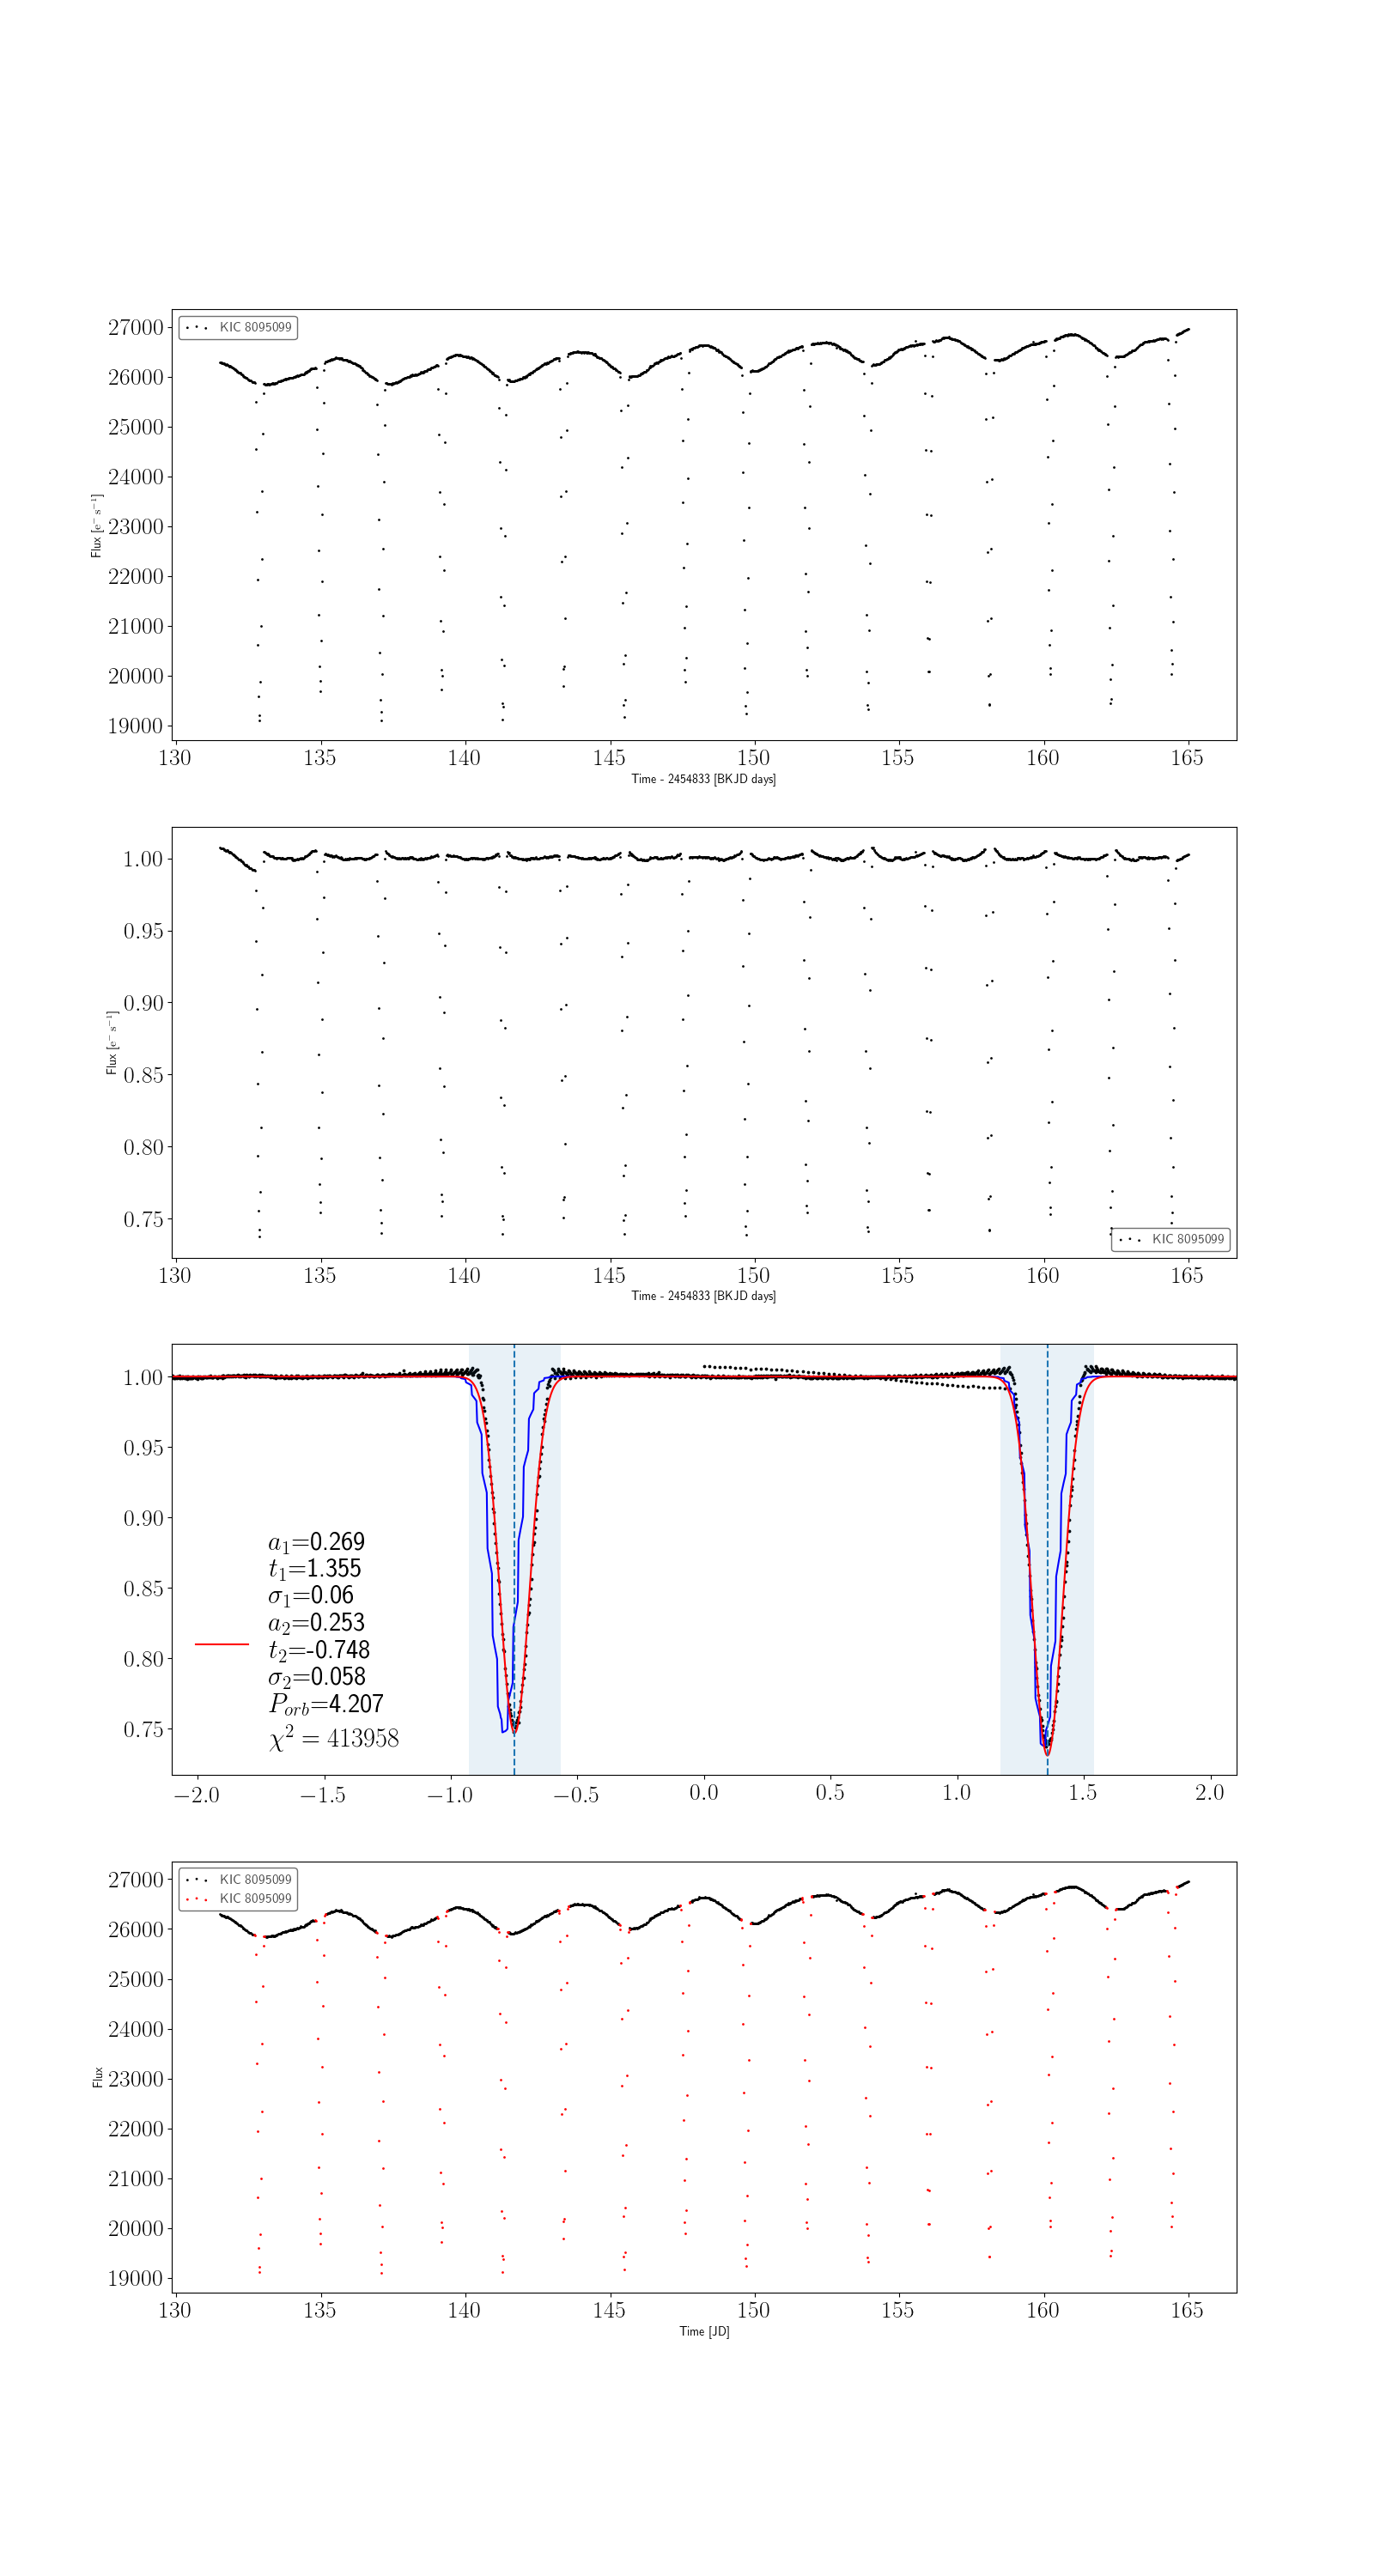 27000
26000
25000
24000
23000
22000
21000
20000
19000
Flux [e⁻ s⁻¹]
KIC 8095099
130 135 140 145 150 155 160 165
Time - 2454833 [BKJD days]
1.00
0.95
0.90
0.85
0.80
0.75
Flux [e⁻ s⁻¹]
KIC 8095099
130 135 140 145 150 155 160 165
Time - 2454833 [BKJD days]
1.00
0.95
0.90
0.85
0.80
0.75
a₁=0.269
t₁=1.355
σ₁=0.06
a₂=0.253
t₂=-0.748
σ₂=0.058
P_orb=4.207
χ² = 413958
−2.0 −1.5 −1.0 −0.5 0.0 0.5 1.0 1.5 2.0
27000
26000
25000
24000
23000
22000
21000
20000
19000
Flux
KIC 8095099
KIC 8095099
130 135 140 145 150 155 160 165
Time [JD]